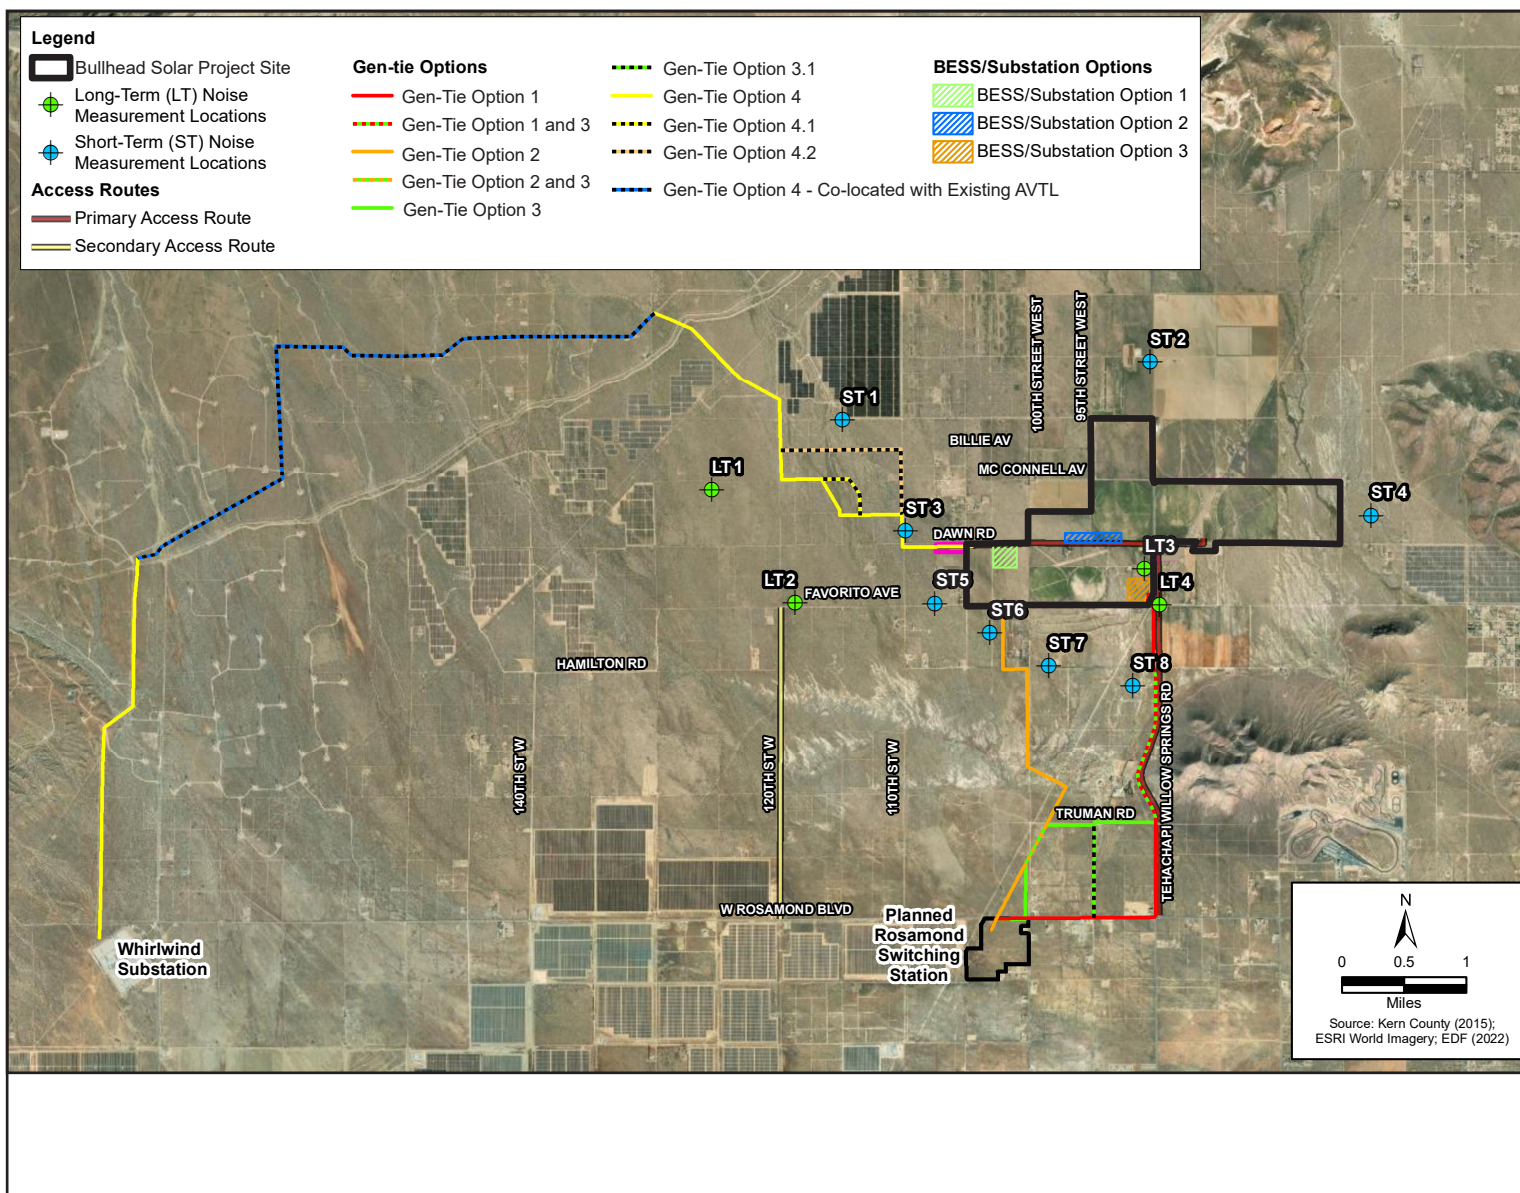 Legend
Bullhead Solar Project Site
Long-Term (LT) Noise
Measurement Locations
Short-Term (ST) Noise
Measurement Locations
Access Routes
Primary Access Route
Secondary Access Route
Gen-tie Options
Gen-Tie Option 1
Gen-Tie Option 1 and 3
Gen-Tie Option 2
Gen-Tie Option 2 and 3
Gen-Tie Option 3
Gen-Tie Option 3.1
Gen-Tie Option 4
Gen-Tie Option 4.1
Gen-Tie Option 4.2
Gen-Tie Option 4 - Co-located with Existing AVTL
BESS/Substation Options
BESS/Substation Option 1
BESS/Substation Option 2
BESS/Substation Option 3
100TH STREET WEST
95TH STREET WEST
ST 2
ST 1
BILLIE AV
MC CONNELL AV
LT 1
ST 4
ST 3
DAWN RD
LT3
LT 2
FAVORITO AVE
ST5
LT 4
ST6
HAMILTON RD
ST 7
ST 8
140TH ST W
120TH ST W
110TH ST W
TEHACHAPI WILLOW SPRINGS RD
TRUMAN RD
W ROSAMOND BLVD
Planned
Rosamond
Switching
Station
Whirlwind
Substation
N
0 0.5 1
Miles
Source: Kern County (2015);
ESRI World Imagery; EDF (2022)